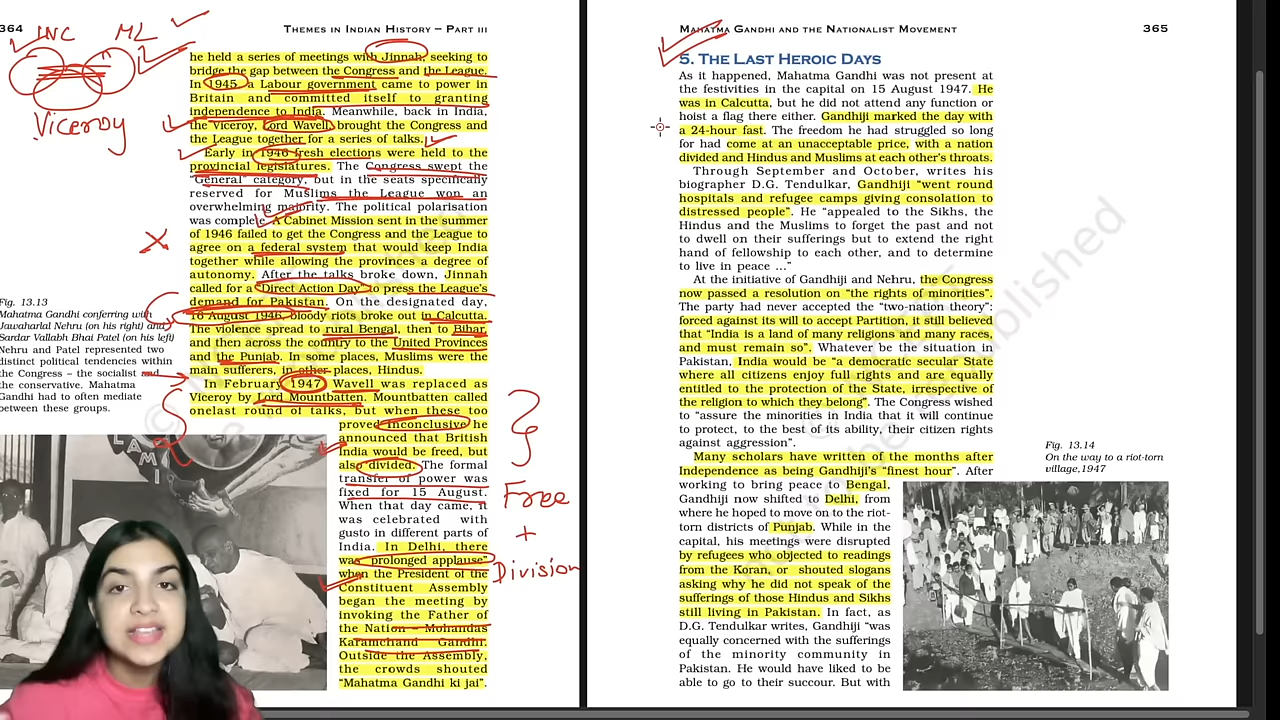 364
THEMES IN INDIAN HISTORY – PART III
INC
ML
Viceroy
he held a series of meetings with Jinnah, seeking to
bridge the gap between the Congress and the League.
In 1945, a Labour government came to power in
Britain and committed itself to granting
independence to India. Meanwhile, back in India,
the Viceroy, Lord Wavell, brought the Congress and
the League together for a series of talks.
Early in 1946 fresh elections were held to the
provincial legislatures. The Congress swept the
"General" category, but in the seats specifically
reserved for Muslims the League won an
overwhelming majority. The political polarisation
was complete. A Cabinet Mission sent in the summer
of 1946 failed to get the Congress and the League to
agree on a federal system that would keep India
together while allowing the provinces a degree of
autonomy. After the talks broke down, Jinnah
called for a "Direct Action Day" to press the League's
demand for Pakistan. On the designated day,
16 August 1946, bloody riots broke out in Calcutta.
The violence spread to rural Bengal, then to Bihar,
and then across the country to the United Provinces
and the Punjab. In some places, Muslims were the
main sufferers, in other places, Hindus.
In February 1947, Wavell was replaced as
Viceroy by Lord Mountbatten. Mountbatten called
onelast round of talks, but when these too
proved inconclusive he
announced that British
India would be freed, but
also divided. The formal
transfer of power was
fixed for 15 August.
When that day came, it
was celebrated with
gusto in different parts of
India. In Delhi, there
was "prolonged applause"
when the President of the
Constituent Assembly
began the meeting by
invoking the Father of
the Nation – Mohandas
Karamchand Gandhi.
Outside the Assembly,
the crowds shouted
"Mahatma Gandhi ki jai".
Fig. 13.13
Mahatma Gandhi conferring with
Jawaharlal Nehru (on his right) and
Sardar Vallabh Bhai Patel (on his left)
Nehru and Patel represented two
distinct political tendencies within
the Congress – the socialist and
the conservative. Mahatma
Gandhi had to often mediate
between these groups.
Free
+
Division
MAHATMA GANDHI AND THE NATIONALIST MOVEMENT
365
5. THE LAST HEROIC DAYS
As it happened, Mahatma Gandhi was not present at
the festivities in the capital on 15 August 1947. He
was in Calcutta, but he did not attend any function or
hoist a flag there either. Gandhiji marked the day with
a 24-hour fast. The freedom he had struggled so long
for had come at an unacceptable price, with a nation
divided and Hindus and Muslims at each other's throats.
Through September and October, writes his
biographer D.G. Tendulkar, Gandhiji "went round
hospitals and refugee camps giving consolation to
distressed people". He "appealed to the Sikhs, the
Hindus and the Muslims to forget the past and not
to dwell on their sufferings but to extend the right
hand of fellowship to each other, and to determine
to live in peace ..."
At the initiative of Gandhiji and Nehru, the Congress
now passed a resolution on "the rights of minorities".
The party had never accepted the "two-nation theory":
forced against its will to accept Partition, it still believed
that "India is a land of many religions and many races,
and must remain so". Whatever be the situation in
Pakistan, India would be "a democratic secular State
where all citizens enjoy full rights and are equally
entitled to the protection of the State, irrespective of
the religion to which they belong". The Congress wished
to "assure the minorities in India that it will continue
to protect, to the best of its ability, their citizen rights
against aggression".
Many scholars have written of the months after
Independence as being Gandhiji's "finest hour". After
working to bring peace to Bengal,
Gandhiji now shifted to Delhi, from
where he hoped to move on to the riot-
torn districts of Punjab. While in the
capital, his meetings were disrupted
by refugees who objected to readings
from the Koran, or shouted slogans
asking why he did not speak of the
sufferings of those Hindus and Sikhs
still living in Pakistan. In fact, as
D.G. Tendulkar writes, Gandhiji "was
equally concerned with the sufferings
of the minority community in
Pakistan. He would have liked to be
able to go to their succour. But with
Fig. 13.14
On the way to a riot-torn
village,1947